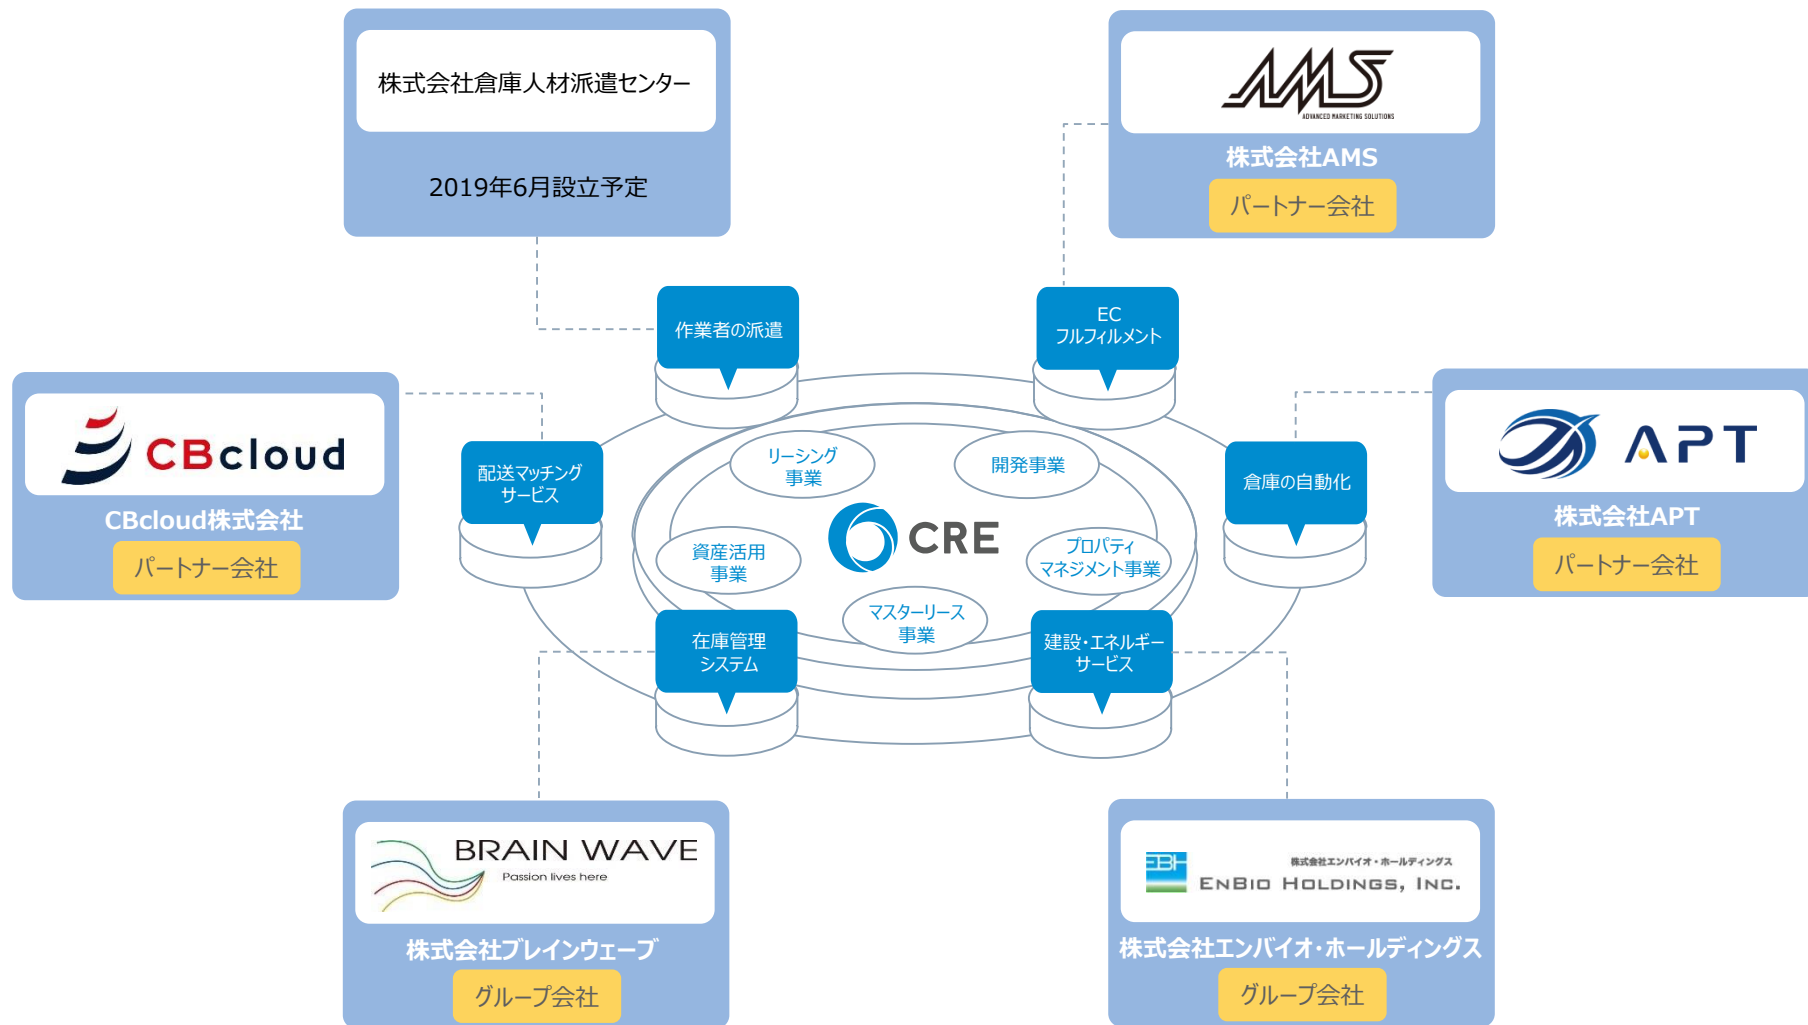 株式会社倉庫人材派遣センター
2019年6月設立予定
AMS
ADVANCED MARKETING SOLUTIONS
株式会社AMS
パートナー会社
作業者の派遣
EC
フルフィルメント
CBcloud
CBcloud株式会社
パートナー会社
配送マッチング
サービス
倉庫の自動化
APT
株式会社APT
パートナー会社
リーシング
事業
開発事業
CRE
資産活用
事業
プロパティ
マネジメント事業
マスターリース
事業
在庫管理
システム
建設・エネルギー
サービス
BRAIN WAVE
Passion lives here
株式会社ブレインウェーブ
グループ会社
EBH
株式会社エンバイオ・ホールディングス
ENBIO HOLDINGS, INC.
株式会社エンバイオ・ホールディングス
グループ会社